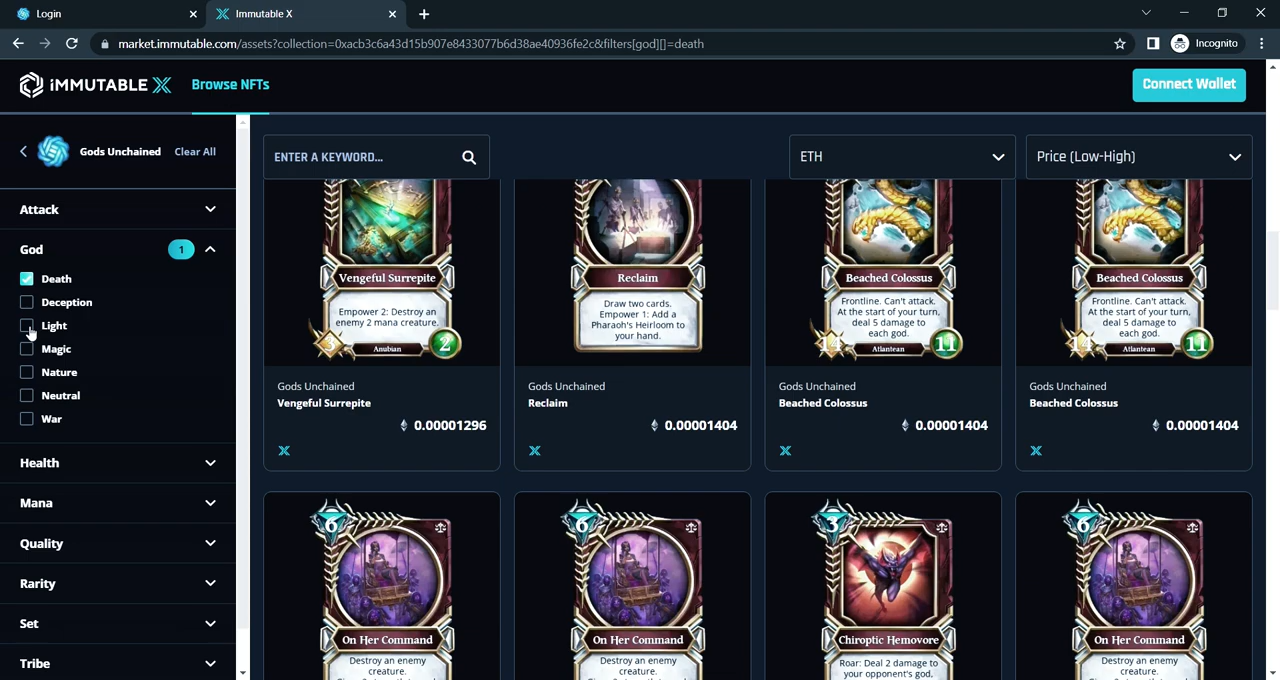 Login
Immutable X
market.immutable.com/assets?collection=0xacb3c6a43d15b907e8433077b6d38ae40936fe2c&filters[god][]=death
Incognito
IMMUTABLE X
Browse NFTs
Connect Wallet
Gods Unchained
Clear All
Attack
God
1
Death
Deception
Light
Magic
Nature
Neutral
War
Health
Mana
Quality
Rarity
Set
Tribe
ENTER A KEYWORD...
ETH
Price (Low-High)
Vengeful Surrepite
Empower 2: Destroy an
enemy 2 mana creature.
3
Anubian
2
Gods Unchained
Vengeful Surrepite
0.00001296
Reclaim
Draw two cards.
Empower 1: Add a
Pharaoh's Heirloom to
your hand.
Gods Unchained
Reclaim
0.00001404
Beached Colossus
Frontline. Can't attack.
At the start of your turn,
deal 5 damage to
each god.
14
Atlantean
11
Gods Unchained
Beached Colossus
0.00001404
Beached Colossus
Frontline. Can't attack.
At the start of your turn,
deal 5 damage to
each god.
14
Atlantean
11
Gods Unchained
Beached Colossus
0.00001404
6
On Her Command
Destroy an enemy
creature.
6
On Her Command
Destroy an enemy
creature.
3
Chiroptic Hemovore
Roar: Deal 2 damage to
your opponent's god.
6
On Her Command
Destroy an enemy
creature.